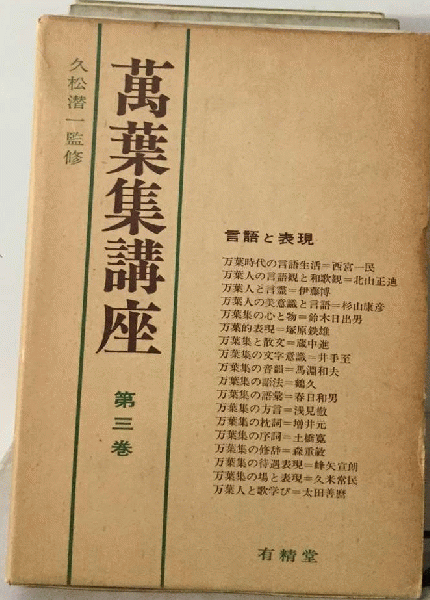 久松潜一監修
萬葉集講座
第三巻
言語と表現
万葉時代の言語生活=西宮一民
万葉人の言語観と和歌観=北山正迪
万葉人と言霊=伊藤博
万葉人の美意識と言語=杉山康彦
万葉集の心と物=鈴木日出男
万葉的表現=塚原鉄雄
万葉集と散文=蔵中進
万葉集の文字意識=井手至
万葉集の音韻=馬淵和夫
万葉集の語法=鶴久
万葉集の語彙=春日和男
万葉集の方言=浅見徹
万葉集の枕詞=増井元
万葉集の序詞=土橋寛
万葉集の修辞=森重敏
万葉集の待遇表現=峰矢宣朗
万葉集の場と表現=久米常民
万葉人と歌学び=太田善麿
有精堂